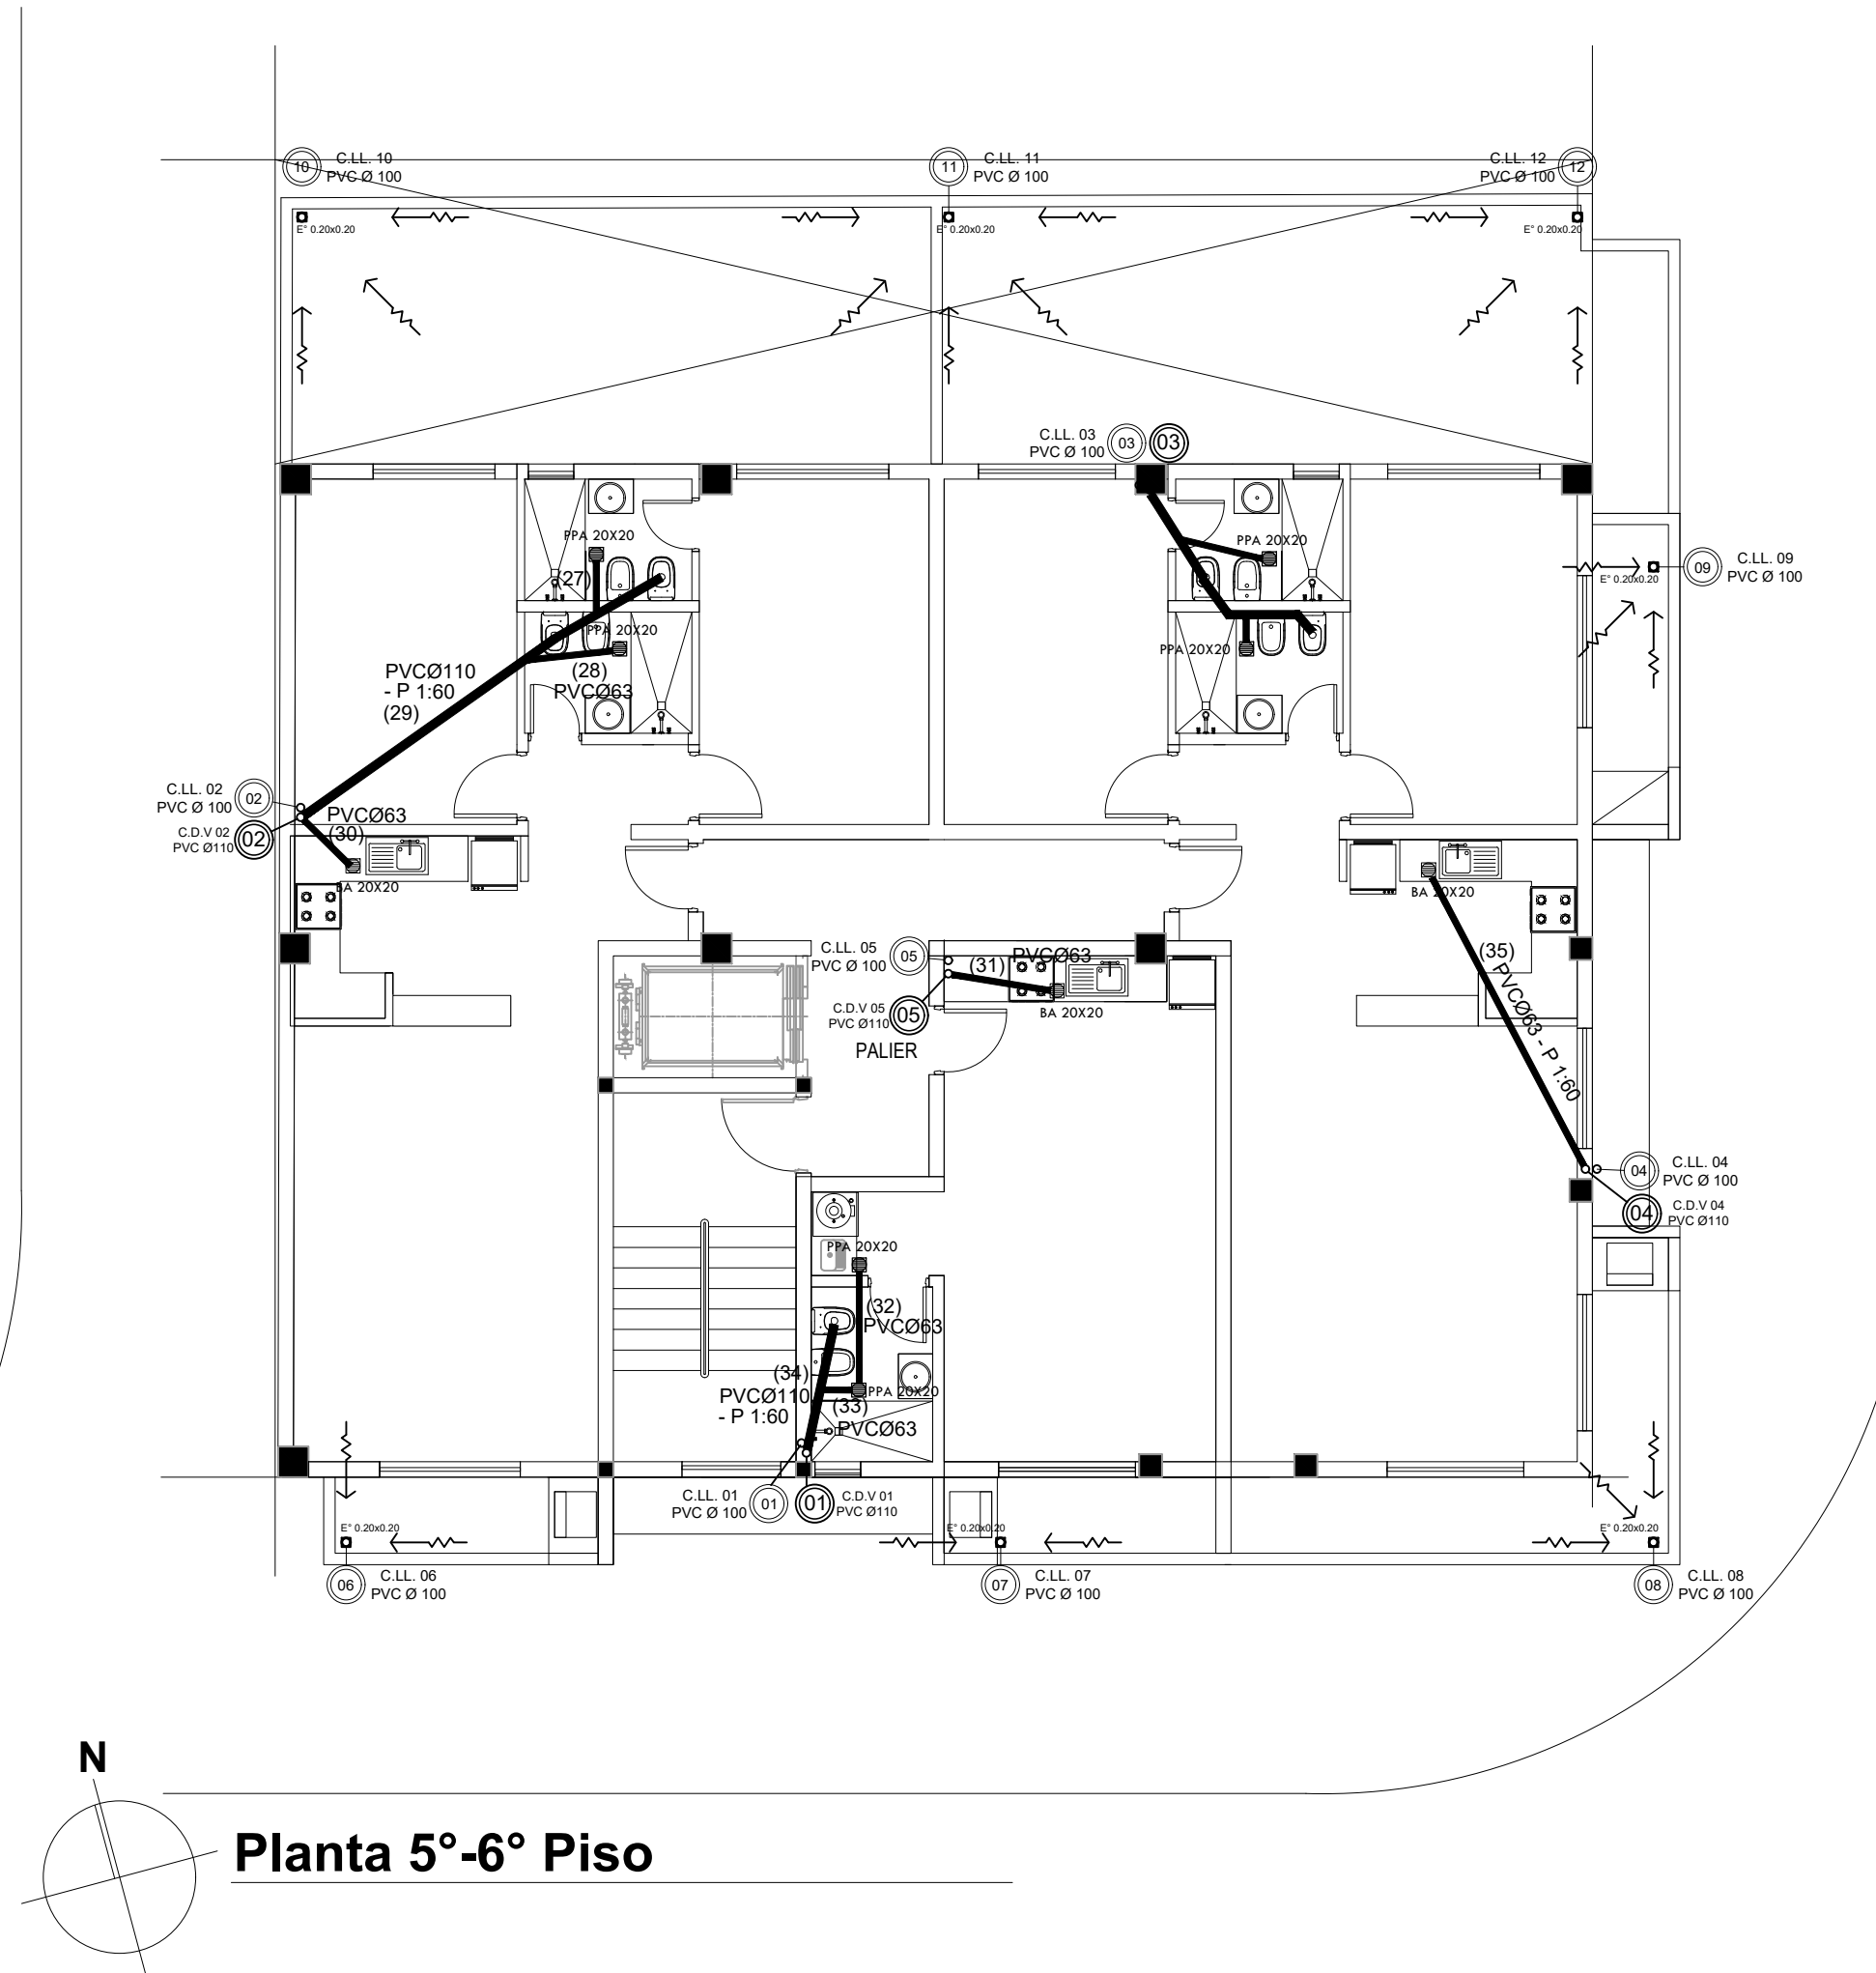 10
C.LL. 10
PVC Ø 100
11
C.LL. 11
PVC Ø 100
C.LL. 12
PVC Ø 100
12
E° 0.20x0.20
E° 0.20x0.20
E° 0.20x0.20
C.LL. 03
PVC Ø 100
03
03
PPA 20X20
PPA 20X20
(27)
E° 0.20x0.20
09
C.LL. 09
PVC Ø 100
PPA 20X20
PPA 20X20
PVCØ110
- P 1:60
(29)
(28)
PVCØ63
C.LL. 02
PVC Ø 100
02
C.D.V 02
PVC Ø110
02
PVCØ63
(30)
BA 20X20
BA 20X20
C.LL. 05
PVC Ø 100
05
(31)
PVCØ63
C.D.V 05
PVC Ø110
05
BA 20X20
PALIER
(35)
PVCØ63 - P 1:60
04
C.LL. 04
PVC Ø 100
04
C.D.V 04
PVC Ø110
PPA 20X20
(32)
PVCØ63
(34)
PVCØ110
- P 1:60
PPA 20X20
(33)
PVCØ63
C.LL. 01
PVC Ø 100
01
01
C.D.V 01
PVC Ø110
E° 0.20x0.20
E° 0.20x0.20
E° 0.20x0.20
06
C.LL. 06
PVC Ø 100
07
C.LL. 07
PVC Ø 100
08
C.LL. 08
PVC Ø 100
N
Planta 5°-6° Piso